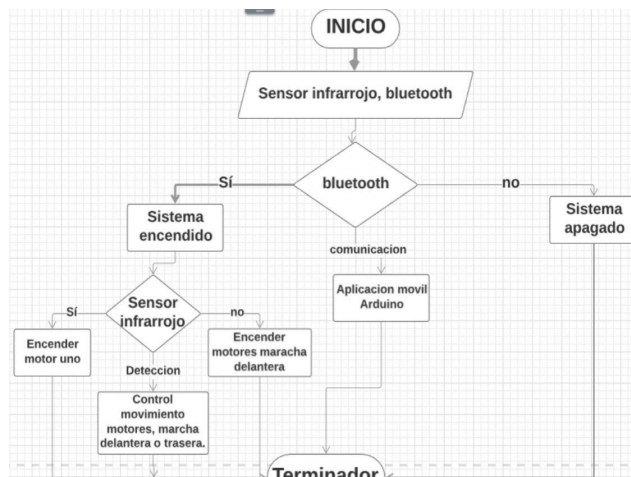 INICIO
Sensor infrarrojo, bluetooth
bluetooth
Sí
no
Sistema
encendido
Sistema
apagado
comunicacion
Aplicacion movil
Arduino
Sensor
infrarrojo
Sí
no
Encender
motor uno
Encender
motores maracha
delantera
Deteccion
Control
movimiento
motores, marcha
delantera o trasera.
Terminador